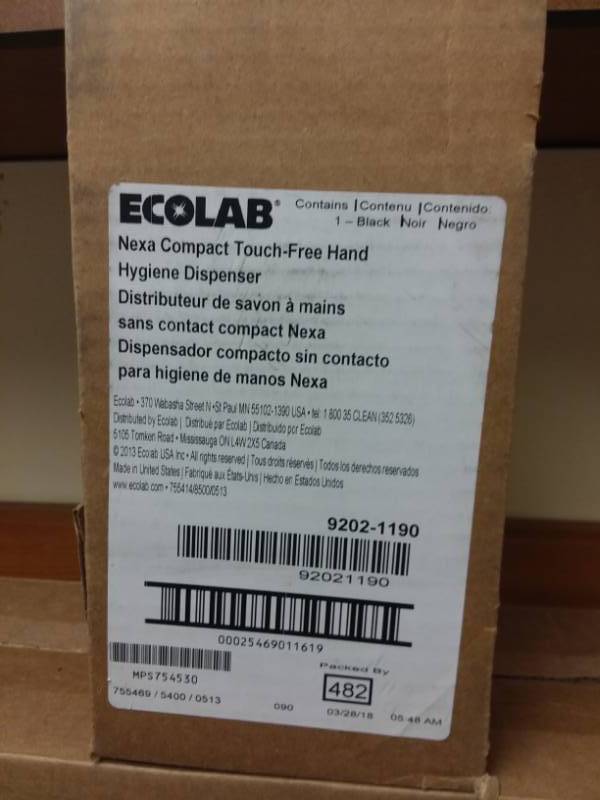 ECOLAB®
Contains | Contenu | Contenido
1 – Black Noir Negro
Nexa Compact Touch-Free Hand
Hygiene Dispenser
Distributeur de savon à mains
sans contact compact Nexa
Dispensador compacto sin contacto
para higiene de manos Nexa
Ecolab • 370 Wabasha Street N • St Paul MN 55102-1390 USA • tel: 1 800 35 CLEAN (352 5326)
Distributed by Ecolab | Distribué par Ecolab | Distribuido por Ecolab
5105 Tomken Road • Mississauga ON L4W 2X5 Canada
© 2013 Ecolab USA Inc • All rights reserved | Tous droits réservés | Todos los derechos reservados
Made in United States | Fabriqué aux États-Unis | Hecho en Estados Unidos
www.ecolab.com • 755414/8500/0513
9202-1190
92021190
00025469011619
MPS754530
755469 / 5400 / 0513
090
Packed By
482
03/28/18 05:48 AM